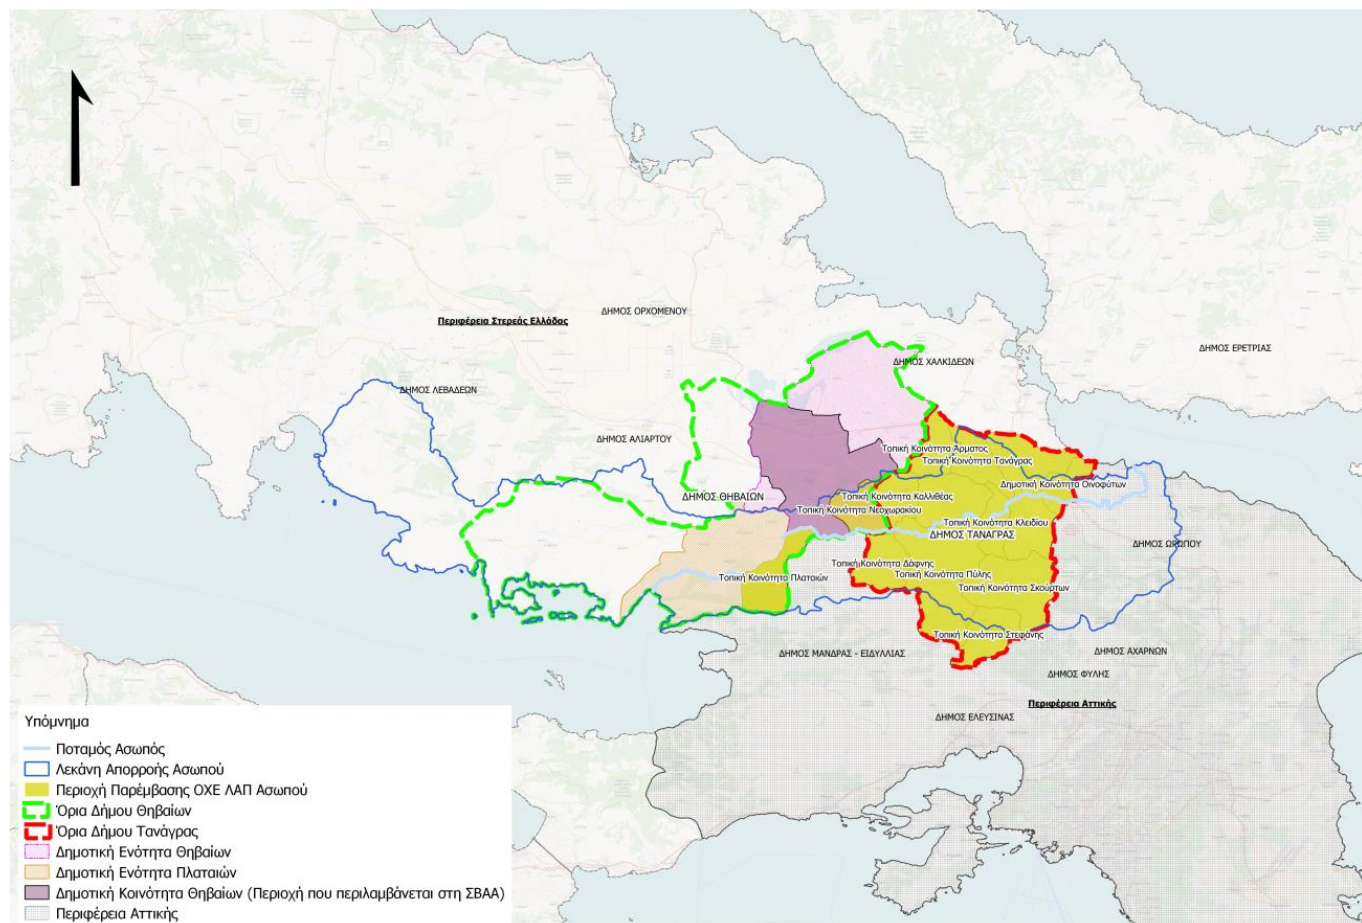 ΔΗΜΟΣ ΟΡΧΟΜΕΝΟΥ
Περιφέρεια Στερεάς Ελλάδας
ΔΗΜΟΣ ΕΡΕΤΡΙΑΣ
ΔΗΜΟΣ ΧΑΛΚΙΔΕΩΝ
ΔΗΜΟΣ ΛΕΒΑΔΕΩΝ
ΔΗΜΟΣ ΑΛΙΑΡΤΟΥ
Τοπική Κοινότητα Άρματος
Τοπική Κοινότητα Τανάγρας
Δημοτική Κοινότητα Οινοφύτων
ΔΗΜΟΣ ΘΗΒΑΙΩΝ
Τοπική Κοινότητα Καλλιθέας
Τοπική Κοινότητα Νεοχωρακίου
Τοπική Κοινότητα Κλειδίου
ΔΗΜΟΣ ΤΑΝΑΓΡΑΣ
ΔΗΜΟΣ ΩΡΩΠΟΥ
Τοπική Κοινότητα Δάφνης
Τοπική Κοινότητα Πύλης
Τοπική Κοινότητα Πλαταιών
Τοπική Κοινότητα Σκούρτων
Τοπική Κοινότητα Στεφάνης
ΔΗΜΟΣ ΜΑΝΔΡΑΣ - ΕΙΔΥΛΛΙΑΣ
ΔΗΜΟΣ ΑΧΑΡΝΩΝ
ΔΗΜΟΣ ΦΥΛΗΣ
Περιφέρεια Αττικής
ΔΗΜΟΣ ΕΛΕΥΣΙΝΑΣ
Υπόμνημα
Ποταμός Ασωπός
Λεκάνη Απορροής Ασωπού
Περιοχή Παρέμβασης ΟΧΕ ΛΑΠ Ασωπού
Όρια Δήμου Θηβαίων
Όρια Δήμου Τανάγρας
Δημοτική Ενότητα Θηβαίων
Δημοτική Ενότητα Πλαταιών
Δημοτική Κοινότητα Θηβαίων (Περιοχή που περιλαμβάνεται στη ΣΒΑΑ)
Περιφέρεια Αττικής